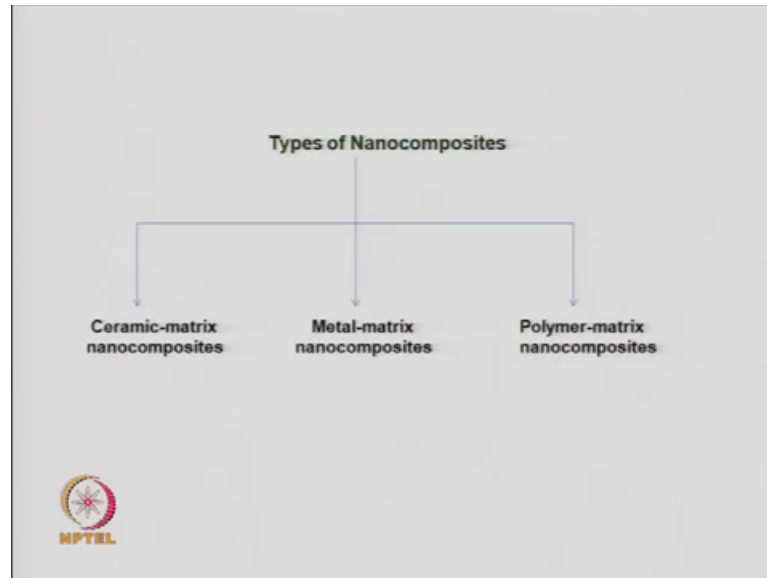 Types of Nanocomposites
Ceramic-matrix
nanocomposites
Metal-matrix
nanocomposites
Polymer-matrix
nanocomposites
NPTEL